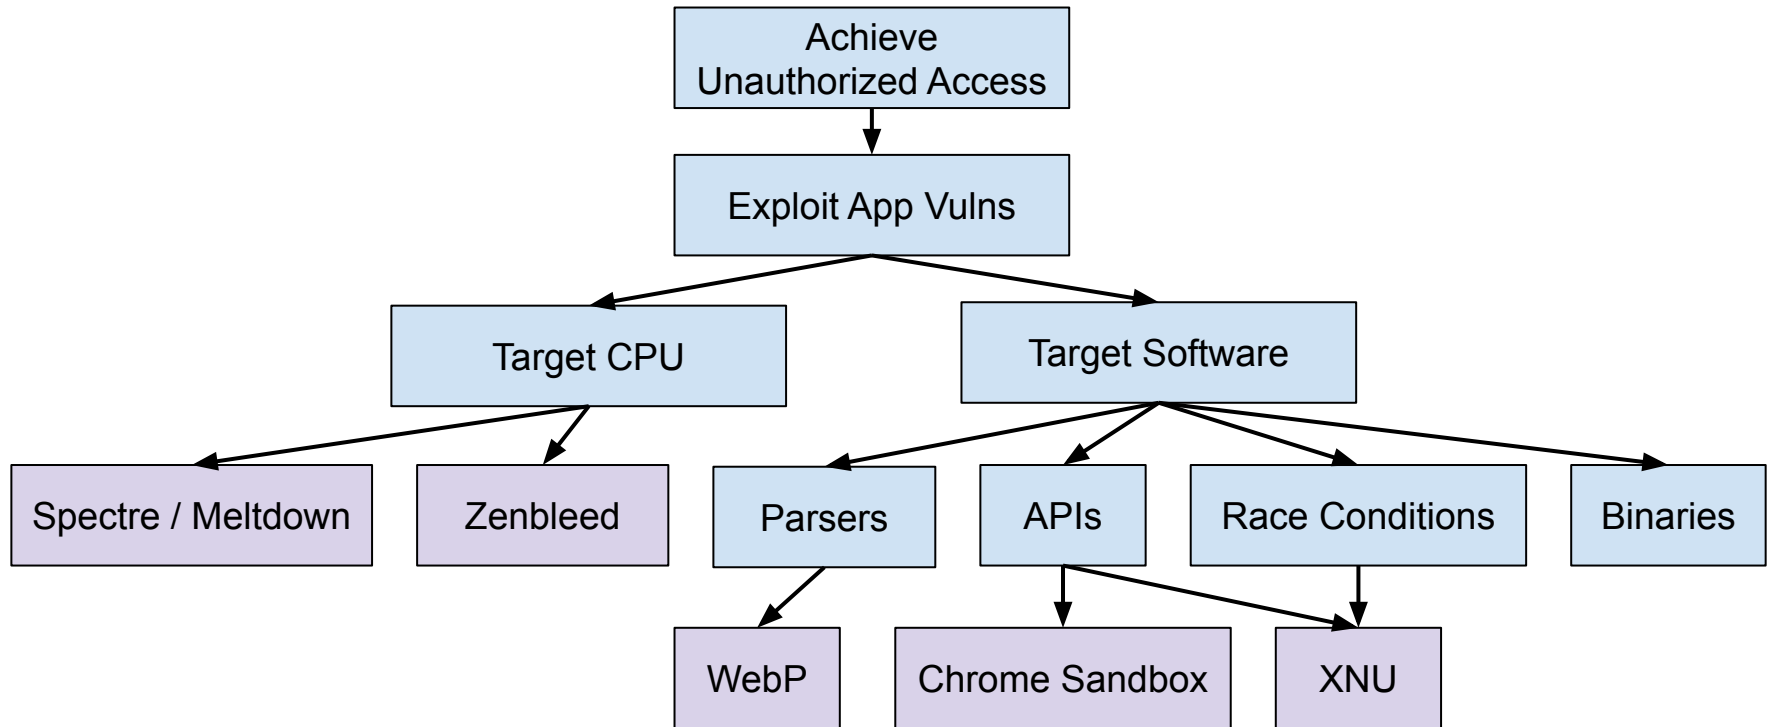 Achieve
Unauthorized Access
Exploit App Vulns
Target CPU
Target Software
Spectre / Meltdown
Zenbleed
Parsers
APIs
Race Conditions
Binaries
WebP
Chrome Sandbox
XNU